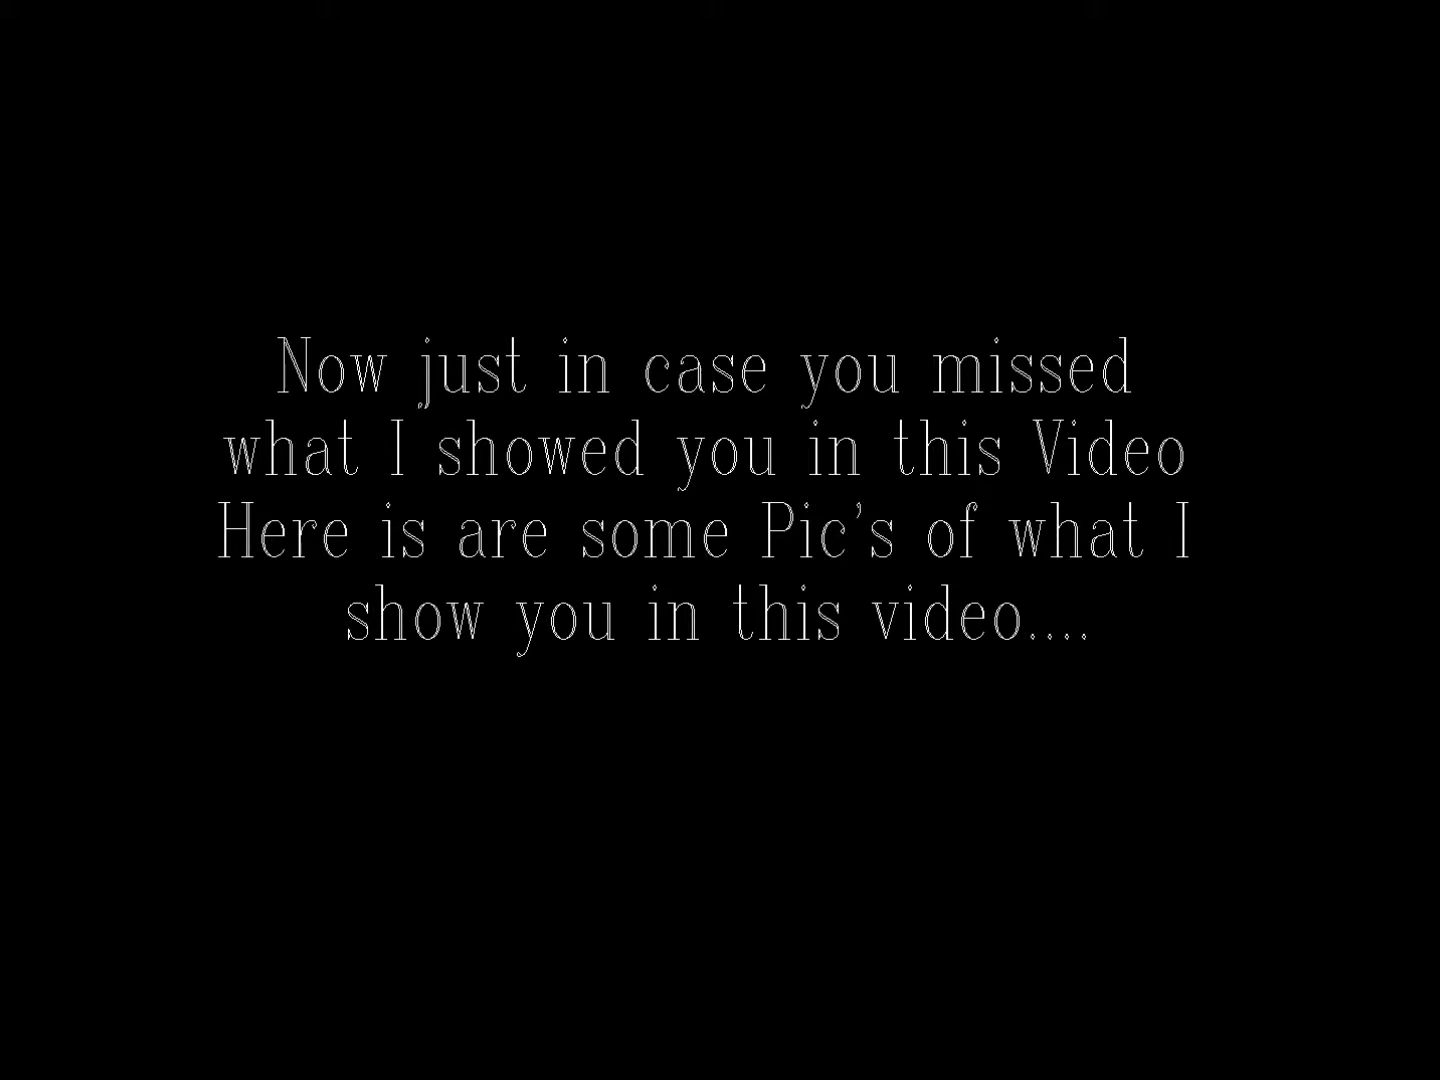 Now just in case you missed
what I showed you in this Video
Here is are some Pic's of what I
show you in this video....